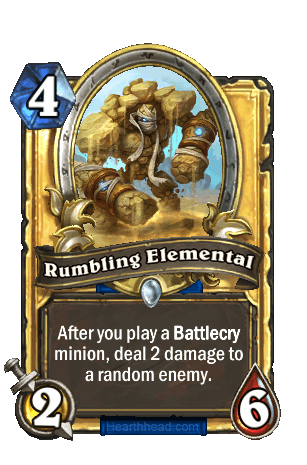 4
Rumbling Elemental
After you play a Battlecry
minion, deal 2 damage to
a random enemy.
2
6
Hearthhead.com